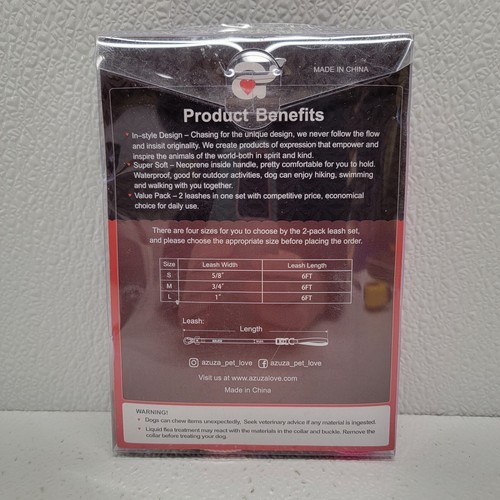 MADE IN CHINA
az
Product Benefits
• In-style Design – Chasing for the unique design, we never follow the flow
and insisit originality. We create products of expression that empower and
inspire the animals of the world-both in spirit and kind.
• Super Soft – Neoprene inside handle, pretty comfortable for you to hold.
Waterproof, good for outdoor activities, dog can enjoy hiking, swimming
and walking with you together.
• Value Pack – 2 leashes in one set with competitive price, economical
choice for daily use.
There are four sizes for you to choose by the 2-pack leash set,
and please choose the appropriate size before placing the order.
Size Leash Width Leash Length
S 5/8" 6FT
M 3/4" 6FT
L 1" 6FT
Leash:
Length
azuza_pet_love azuza_pet_love
Visit us at www.azuzalove.com
Made in China
WARNING!
• Dogs can chew items unexpectedly. Seek veterinary advice if any material is ingested.
• Liquid flea treatment may react with the materials in the collar and buckle. Remove the
collar before treating your dog.